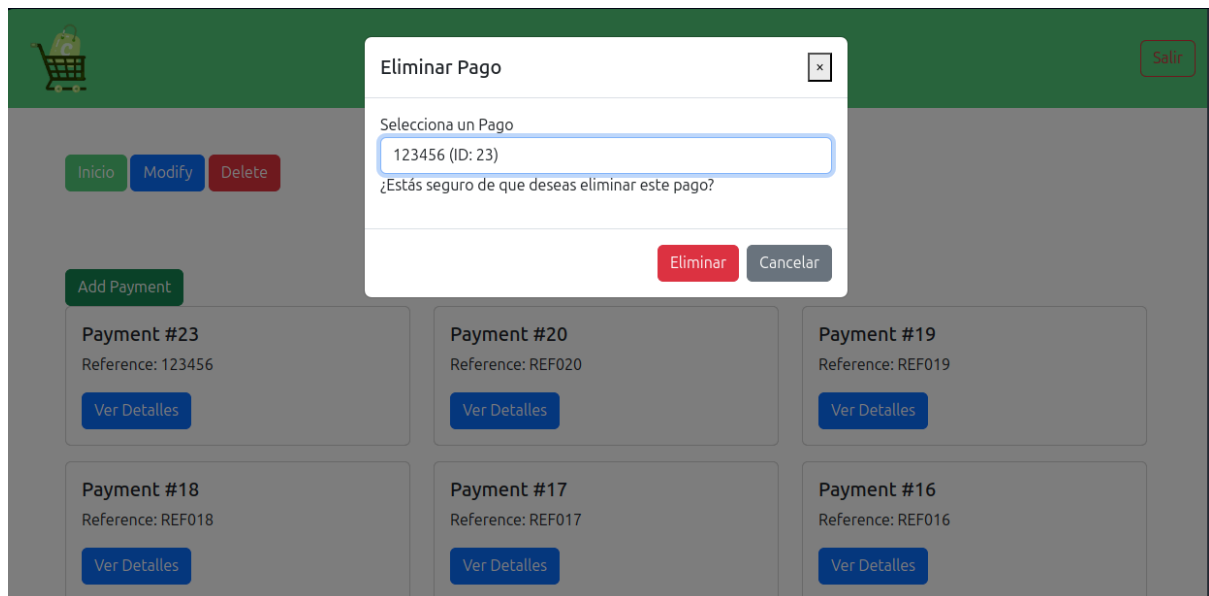 C
Eliminar Pago
×
Salir
Selecciona un Pago
123456 (ID: 23)
¿Estás seguro de que deseas eliminar este pago?
Inicio Modify Delete
Eliminar Cancelar
Add Payment
Payment #23 Payment #20 Payment #19
Reference: 123456 Reference: REF020 Reference: REF019
Ver Detalles Ver Detalles Ver Detalles
Payment #18 Payment #17 Payment #16
Reference: REF018 Reference: REF017 Reference: REF016
Ver Detalles Ver Detalles Ver Detalles